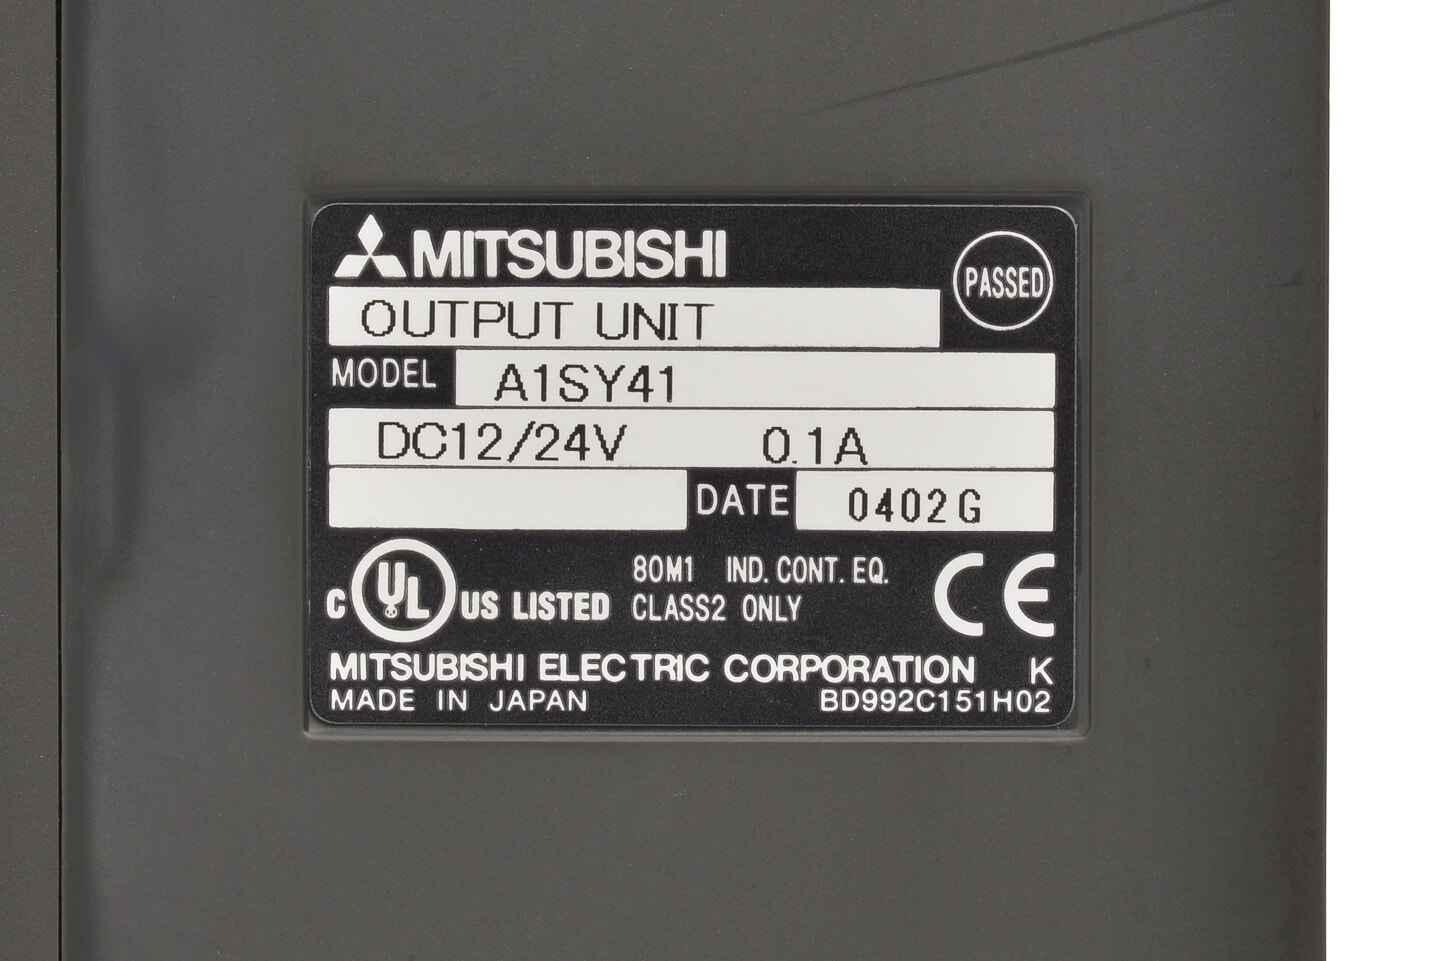 MITSUBISHI
PASSED
OUTPUT UNIT
MODEL A1SY41
DC12/24V 0.1A
DATE 0402G
C UL US LISTED 80M1 IND. CONT. EQ.
CLASS2 ONLY
CE
MITSUBISHI ELECTRIC CORPORATION K
MADE IN JAPAN BD992C151H02